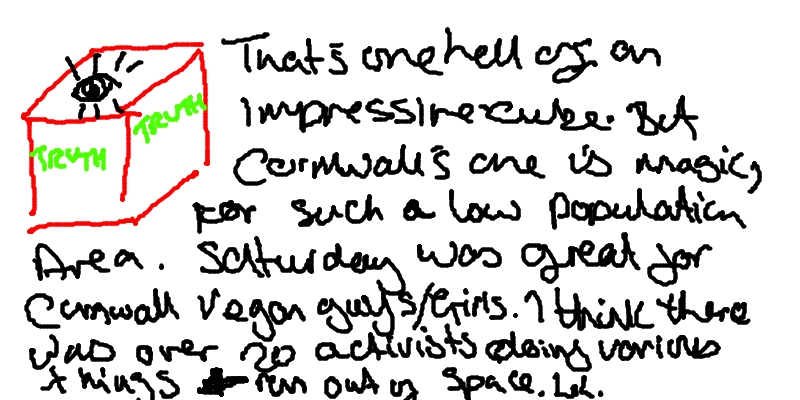 That's one hell of an
impressive cube. But
TRUTH TRUTH
Cornwall's one is magic,
For such a low population
Area. Saturday was great for
Cornwall Vegan guys/Girls. I think there
was over 20 activists doing various
things run out of space. Lol.